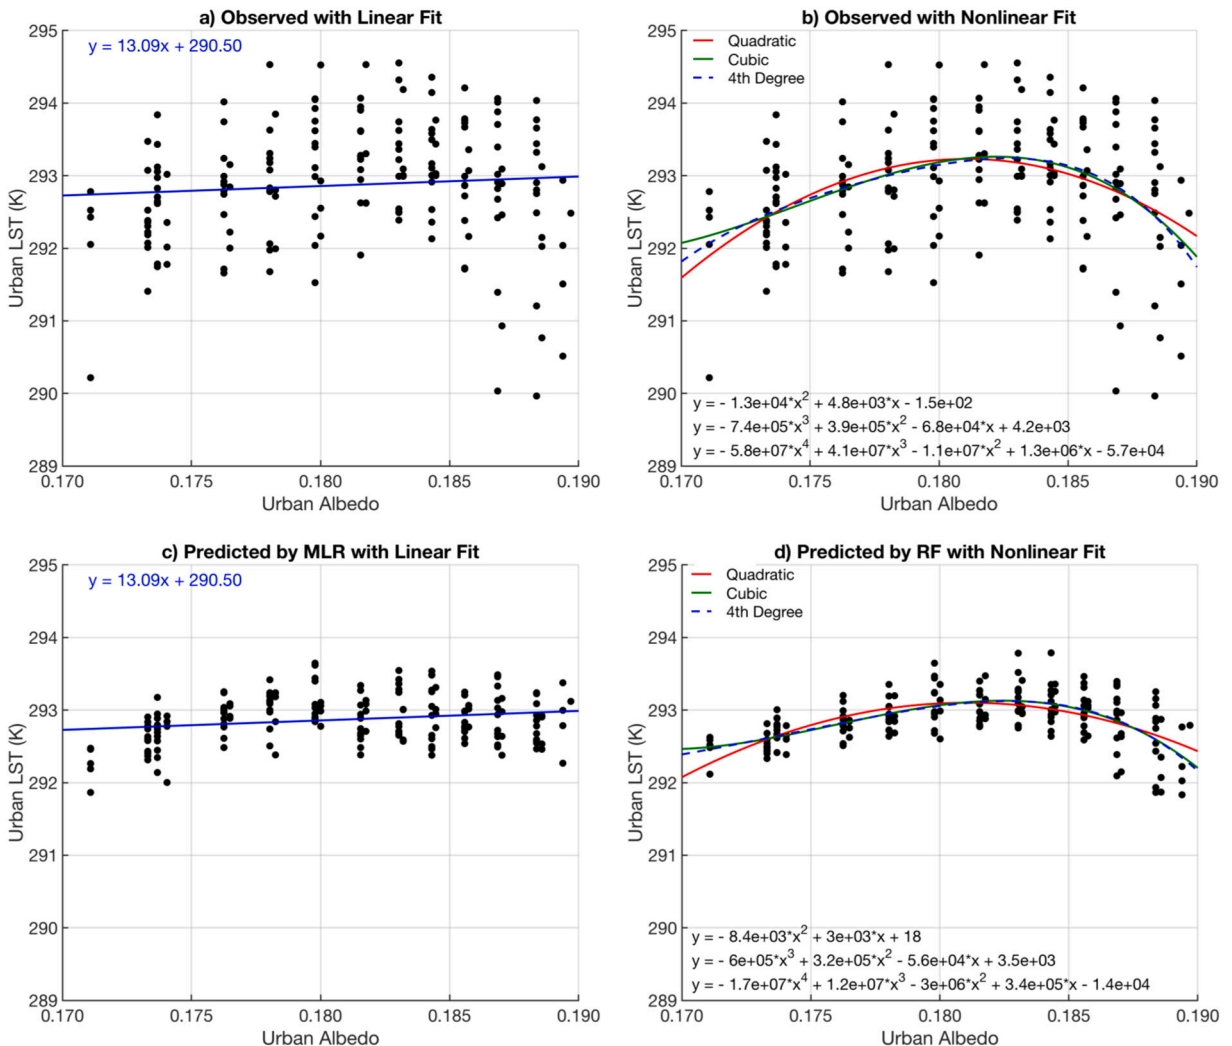 a) Observed with Linear Fit
y = 13.09x + 290.50
295
294
293
292
291
290
289
Urban LST (K)
0.170 0.175 0.180 0.185 0.190
Urban Albedo
b) Observed with Nonlinear Fit
Quadratic
Cubic
4th Degree
295
294
293
292
291
290
289
Urban LST (K)
y = - 1.3e+04*x^2 + 4.8e+03*x - 1.5e+02
y = - 7.4e+05*x^3 + 3.9e+05*x^2 - 6.8e+04*x + 4.2e+03
y = - 5.8e+07*x^4 + 4.1e+07*x^3 - 1.1e+07*x^2 + 1.3e+06*x - 5.7e+04
0.170 0.175 0.180 0.185 0.190
Urban Albedo
c) Predicted by MLR with Linear Fit
y = 13.09x + 290.50
295
294
293
292
291
290
289
Urban LST (K)
0.170 0.175 0.180 0.185 0.190
Urban Albedo
d) Predicted by RF with Nonlinear Fit
Quadratic
Cubic
4th Degree
295
294
293
292
291
290
289
Urban LST (K)
y = - 8.4e+03*x^2 + 3e+03*x + 18
y = - 6e+05*x^3 + 3.2e+05*x^2 - 5.6e+04*x + 3.5e+03
y = - 1.7e+07*x^4 + 1.2e+07*x^3 - 3e+06*x^2 + 3.4e+05*x - 1.4e+04
0.170 0.175 0.180 0.185 0.190
Urban Albedo